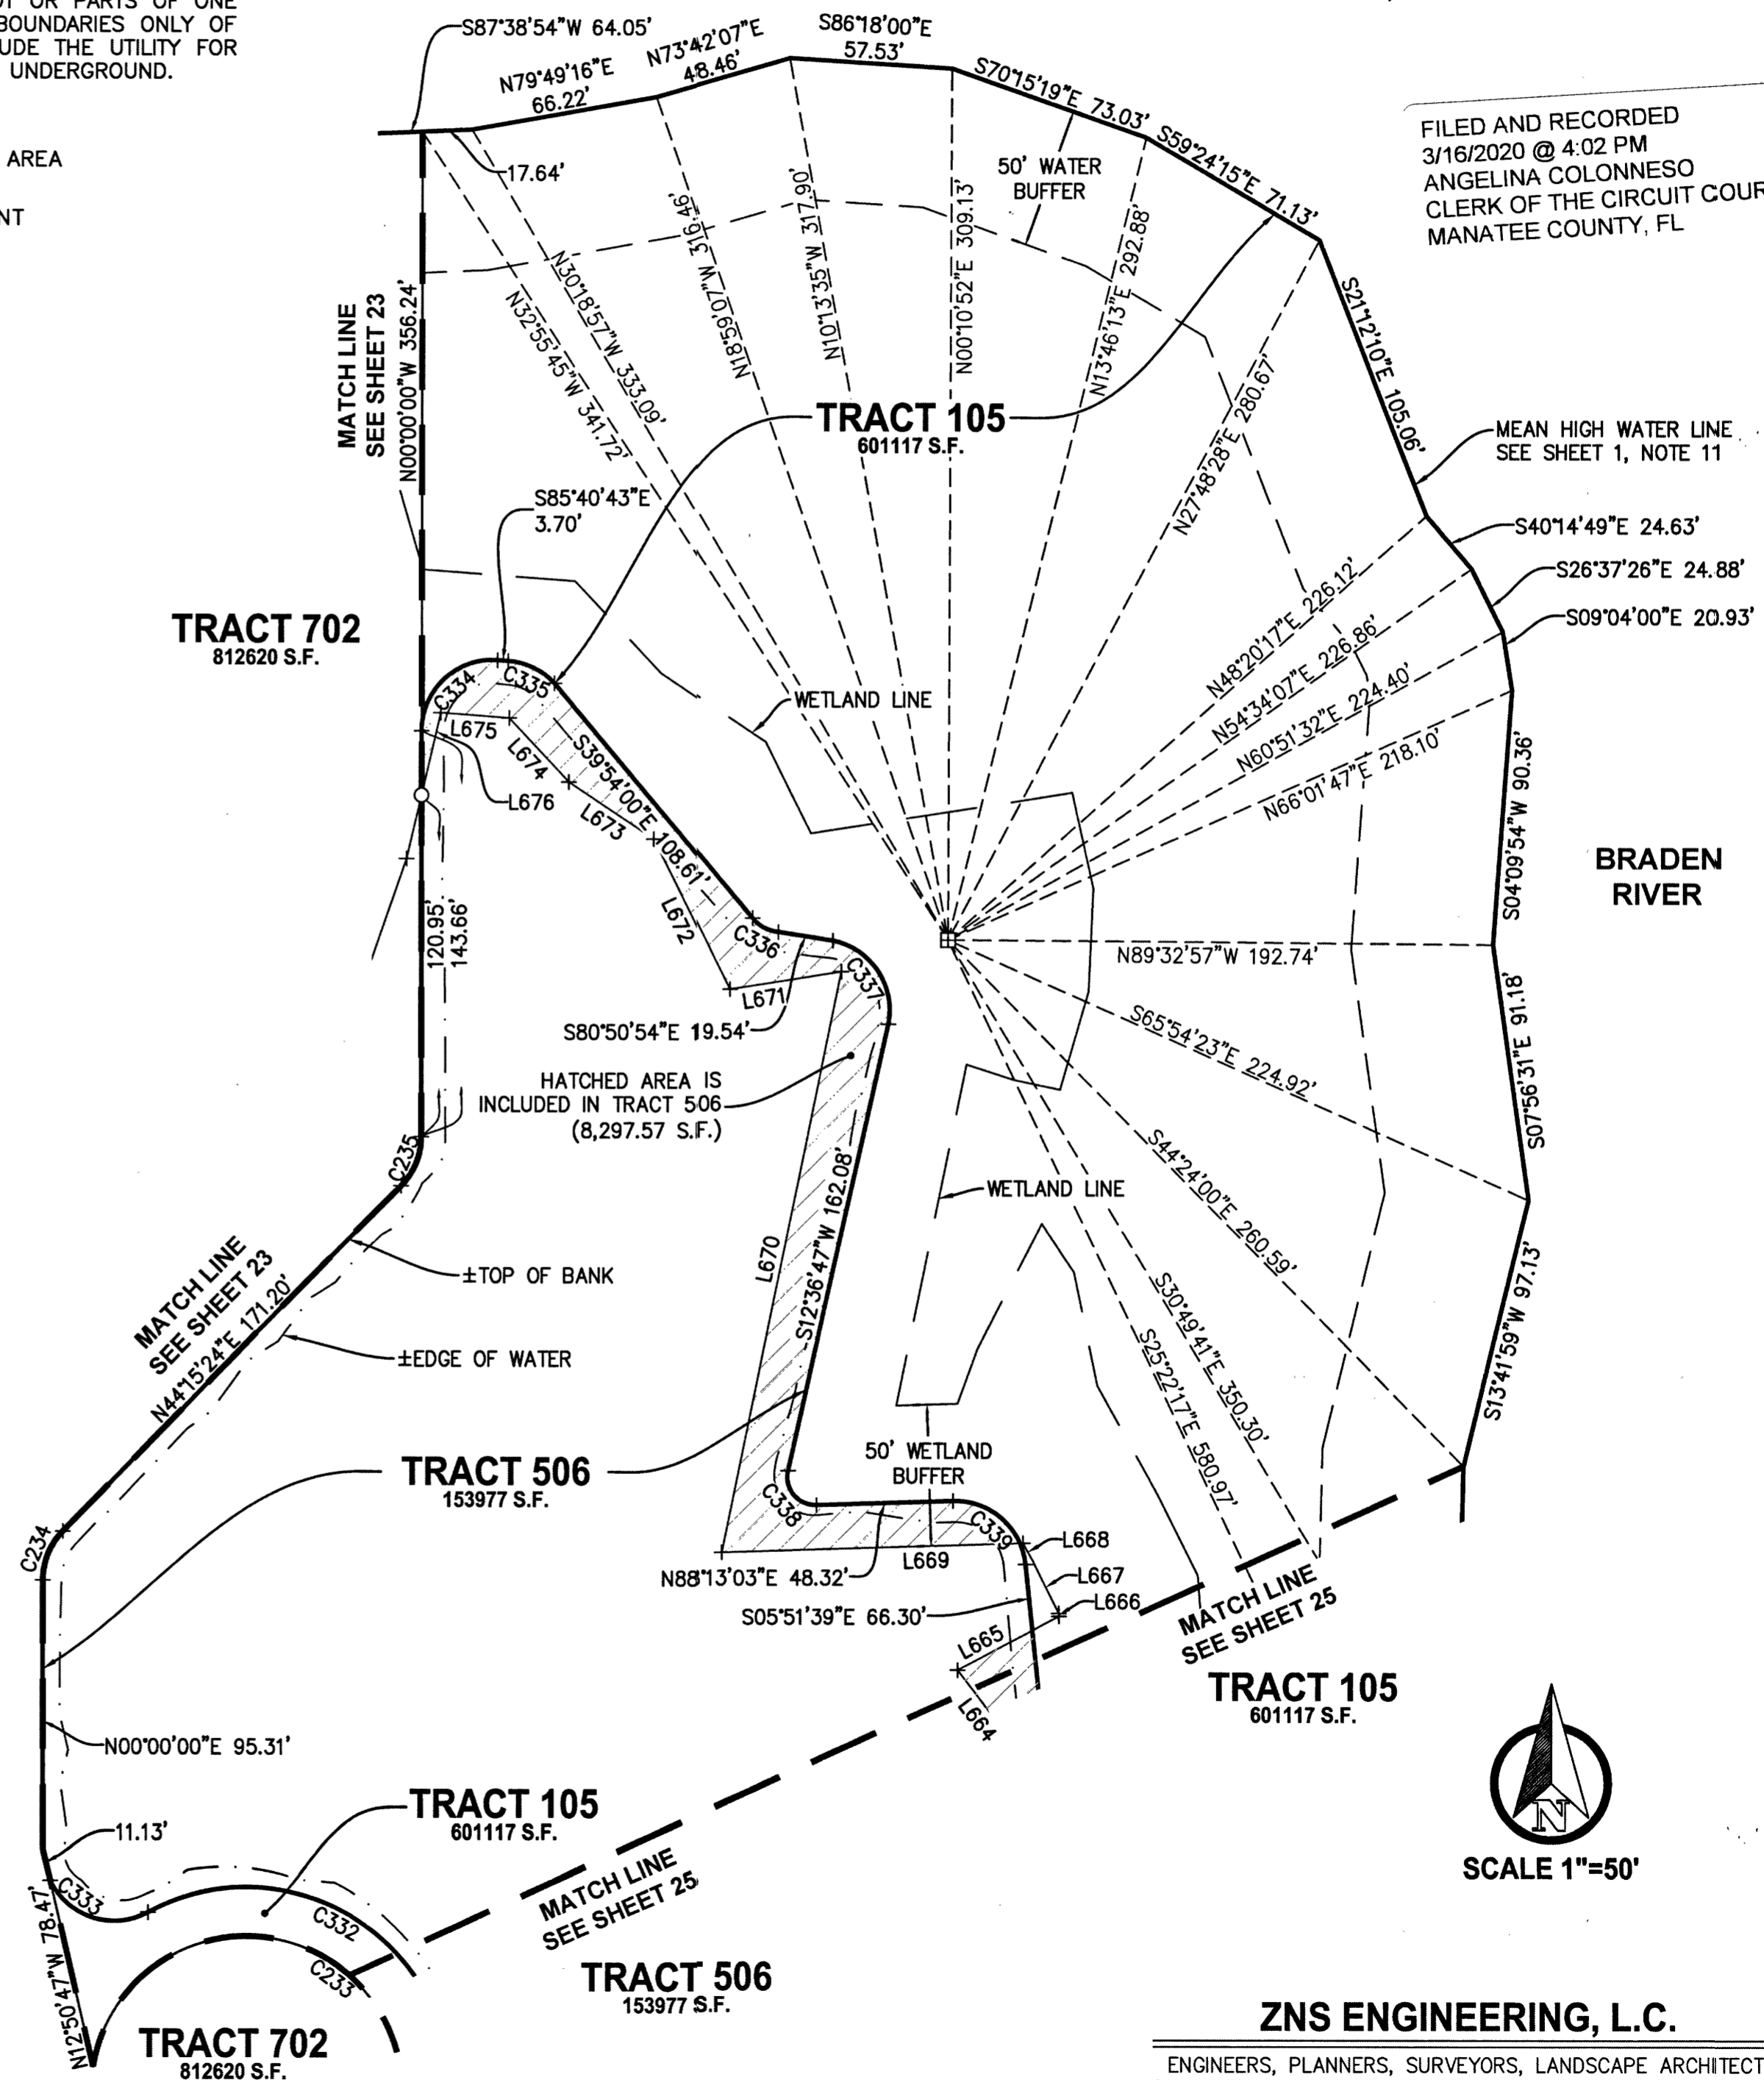 OT OR PARTS OF ONE
BOUNDARIES ONLY OF
UDE THE UTILITY FOR
UNDERGROUND.
AREA
NT
S87°38'54"W 64.05'
N79°49'16"E
66.22'
N73°42'07"E
48.46'
S86°18'00"E
57.53'
S70°15'19"E 73.03'
S59°24'15"E 71.13'
FILED AND RECORDED
3/16/2020 @ 4:02 PM
ANGELINA COLONNESO
CLERK OF THE CIRCUIT COUR
MANATEE COUNTY, FL
17.64'
50' WATER
BUFFER
MATCH LINE
SEE SHEET 23
N00°00'00"W 356.24'
N32°55'45"W 341.72'
N30°18'57"W 333.09'
N18°59'07"W 316.46'
N10°13'35"W 317.90'
N00°10'52"E 309.13'
N13°46'13"E 292.88'
N27°48'28"E 280.67'
S21°12'10"E 105.06'
TRACT 105
601117 S.F.
MEAN HIGH WATER LINE
SEE SHEET 1, NOTE 11
S85°40'43"E
3.70'
S40°14'49"E 24.63'
S26°37'26"E 24.88'
S09°04'00"E 20.93'
N48°20'17"E 226.12'
N54°34'07"E 226.86'
N60°51'32"E 224.40'
N66°01'47"E 218.10'
TRACT 702
812620 S.F.
C334
C335
WETLAND LINE
L675
L674
L676
L673
S39°54'00"E 108.61'
L672
C336
C337
L671
S04°09'54"W 90.36'
BRADEN
RIVER
120.95'
143.66'
N89°32'57"W 192.74'
S80°50'54"E 19.54'
S65°54'23"E 224.92'
S07°56'31"E 91.18'
HATCHED AREA IS
INCLUDED IN TRACT 506
(8,297.57 S.F.)
C235
S44°24'00"E 260.59'
WETLAND LINE
L670
S12°36'47"W 162.08'
MATCH LINE
SEE SHEET 23
±TOP OF BANK
N44°15'24"E 171.20'
±EDGE OF WATER
S30°49'41"E 350.30'
S25°22'17"E 580.97'
S13°41'59"W 97.13'
TRACT 506
153977 S.F.
50' WETLAND
BUFFER
C338
C339
C234
L668
L669
L667
N88°13'03"E 48.32'
L666
S05°51'39"E 66.30'
MATCH LINE
SEE SHEET 25
L665
L664
TRACT 105
601117 S.F.
N00°00'00"E 95.31'
TRACT 105
601117 S.F.
11.13'
N
SCALE 1"=50'
MATCH LINE
SEE SHEET 25
C333
C332
C233
N12°50'47"W 78.47'
TRACT 506
153977 S.F.
TRACT 702
812620 S.F.
ZNS ENGINEERING, L.C.
ENGINEERS, PLANNERS, SURVEYORS, LANDSCAPE ARCHITECT